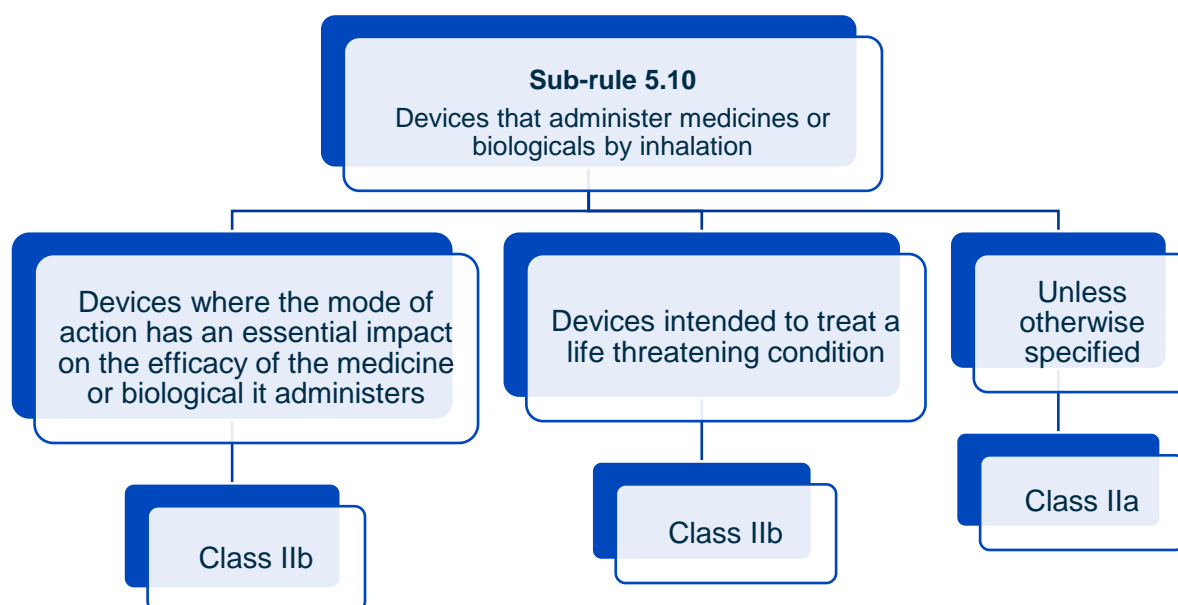 Sub-rule 5.10
Devices that administer medicines or
biologicals by inhalation
Devices where the mode of
action has an essential impact
on the efficacy of the medicine
or biological it administers
Devices intended to treat a
life threatening condition
Unless
otherwise
specified
Class IIb
Class IIb
Class IIa